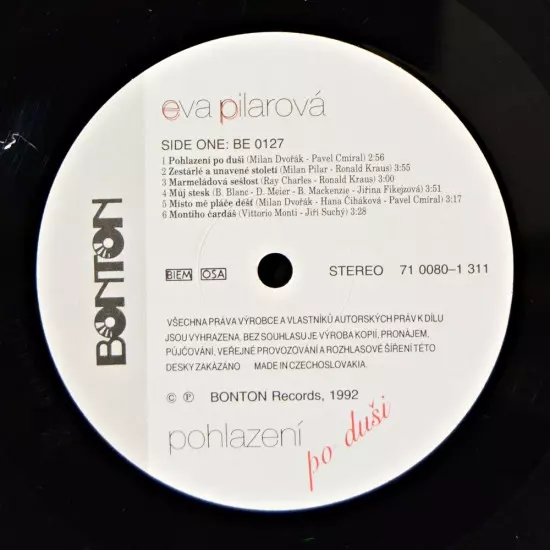 eva pilarová
SIDE ONE: BE 0127
1 Pohlazení po duši (Milan Dvořák - Pavel Cmíral) 2:56
2 Zestárlé a unavené století (Milan Pilar - Ronald Kraus) 3:55
3 Marmeládová sešlost (Ray Charles - Ronald Kraus) 3:00
4 Můj stesk (B. Blanc - D. Meier - B. Mackenzie - Jiřina Fikejzová) 3:51
5 Místo mě pláče déšť (Milan Dvořák - Hana Čiháková - Pavel Cmíral) 3:17
6 Montiho čardáš (Vittorio Monti - Jiří Suchý) 3:28
BONTON
BIEM OSA
STEREO 71 0080-1 311
VŠECHNA PRÁVA VÝROBCE A VLASTNÍKŮ AUTORSKÝCH PRÁV K DÍLU
JSOU VYHRAZENA, BEZ SOUHLASU JE VÝROBA KOPIÍ, PRONÁJEM,
PŮJČOVÁNÍ, VEŘEJNÉ PROVOZOVÁNÍ A ROZHLASOVÉ ŠÍŘENÍ TÉTO
DESKY ZAKÁZÁNO MADE IN CZECHOSLOVAKIA.
© ℗ BONTON Records, 1992
pohlazení
po duši